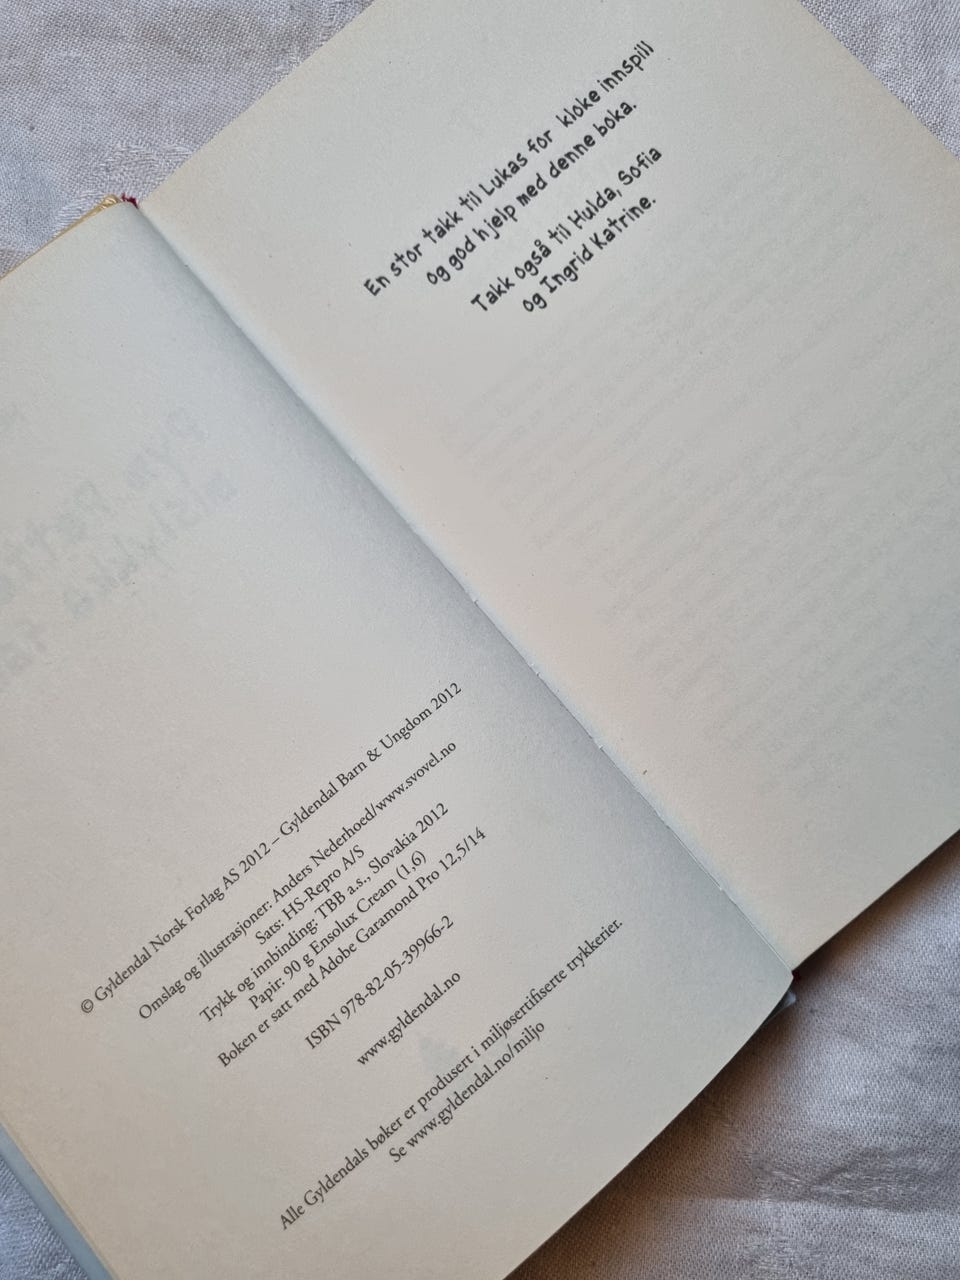 © Gyldendal Norsk Forlag AS 2012 – Gyldendal Barn & Ungdom 2012
Omslag og illustrasjoner: Anders Nederhoed/www.svovel.no
Sats: HS-Repro A/S
Trykk og innbinding: TBB a.s., Slovakia 2012
Papir: 90 g Ensolux Cream (1,6)
Boken er satt med Adobe Garamond Pro 12,5/14
ISBN 978-82-05-39966-2
www.gyldendal.no
Alle Gyldendals bøker er produsert i miljøsertifiserte trykkerier.
Se www.gyldendal.no/miljo
En stor takk til Lukas for kloke innspill
og god hjelp med denne boka.
Takk også til Hulda, Sofia
og Ingrid Katrine.